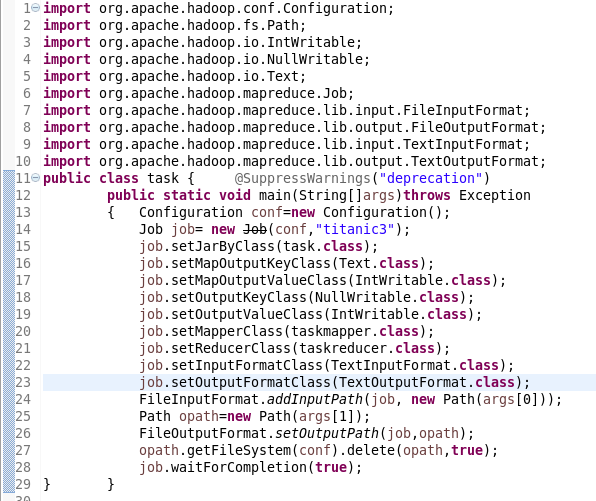 1 import org.apache.hadoop.conf.Configuration;
2 import org.apache.hadoop.fs.Path;
3 import org.apache.hadoop.io.IntWritable;
4 import org.apache.hadoop.io.NullWritable;
5 import org.apache.hadoop.io.Text;
6 import org.apache.hadoop.mapreduce.Job;
7 import org.apache.hadoop.mapreduce.lib.input.FileInputFormat;
8 import org.apache.hadoop.mapreduce.lib.output.FileOutputFormat;
9 import org.apache.hadoop.mapreduce.lib.input.TextInputFormat;
10 import org.apache.hadoop.mapreduce.lib.output.TextOutputFormat;
11 public class task {     @SuppressWarnings("deprecation")
12         public static void main(String[]args)throws Exception
13         {   Configuration conf=new Configuration();
14             Job job= new Job(conf,"titanic3");
15             job.setJarByClass(task.class);
16             job.setMapOutputKeyClass(Text.class);
17             job.setMapOutputValueClass(IntWritable.class);
18             job.setOutputKeyClass(NullWritable.class);
19             job.setOutputValueClass(IntWritable.class);
20             job.setMapperClass(taskmapper.class);
21             job.setReducerClass(taskreducer.class);
22             job.setInputFormatClass(TextInputFormat.class);
23             job.setOutputFormatClass(TextOutputFormat.class);
24             FileInputFormat.addInputPath(job, new Path(args[0]));
25             Path opath=new Path(args[1]);
26             FileOutputFormat.setOutputPath(job,opath);
27             opath.getFileSystem(conf).delete(opath,true);
28             job.waitForCompletion(true);
29 }       }